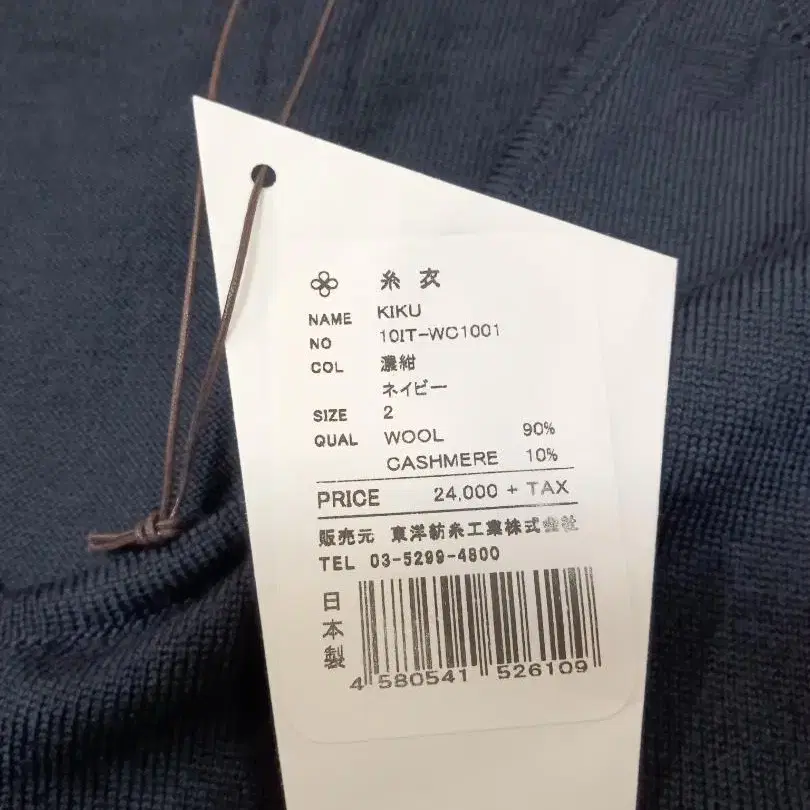 糸衣
NAME KIKU
NO 10IT-WC1001
COL 濃紺
ネイビー
SIZE 2
QUAL WOOL 90%
CASHMERE 10%
PRICE 24,000 + TAX
販売元 東洋紡糸工業株式会社
TEL 03-5299-4800
日本製
4 580541 526109